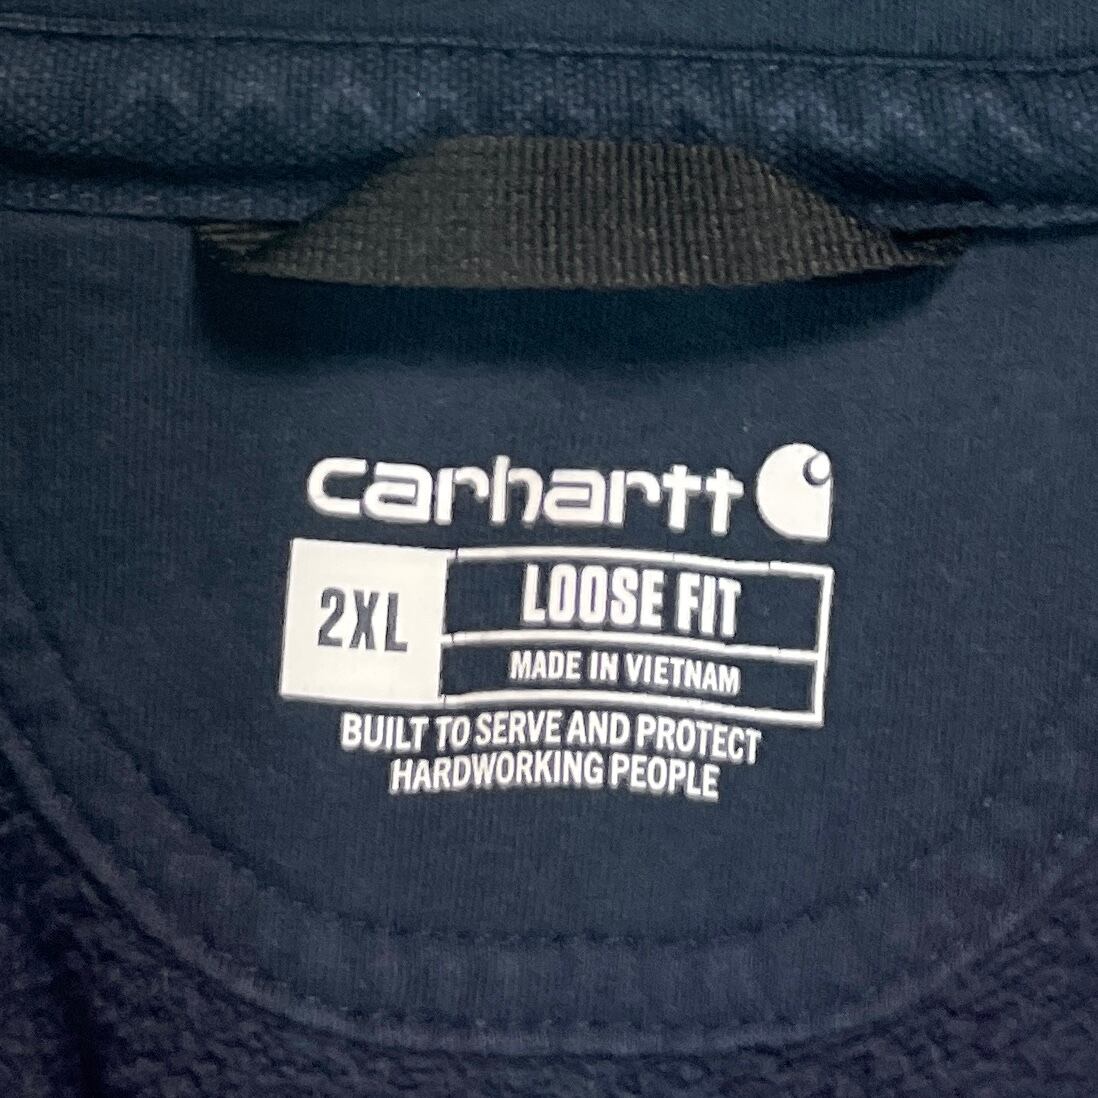 carhartt
2XL
LOOSE FIT
MADE IN VIETNAM
BUILT TO SERVE AND PROTECT
HARDWORKING PEOPLE